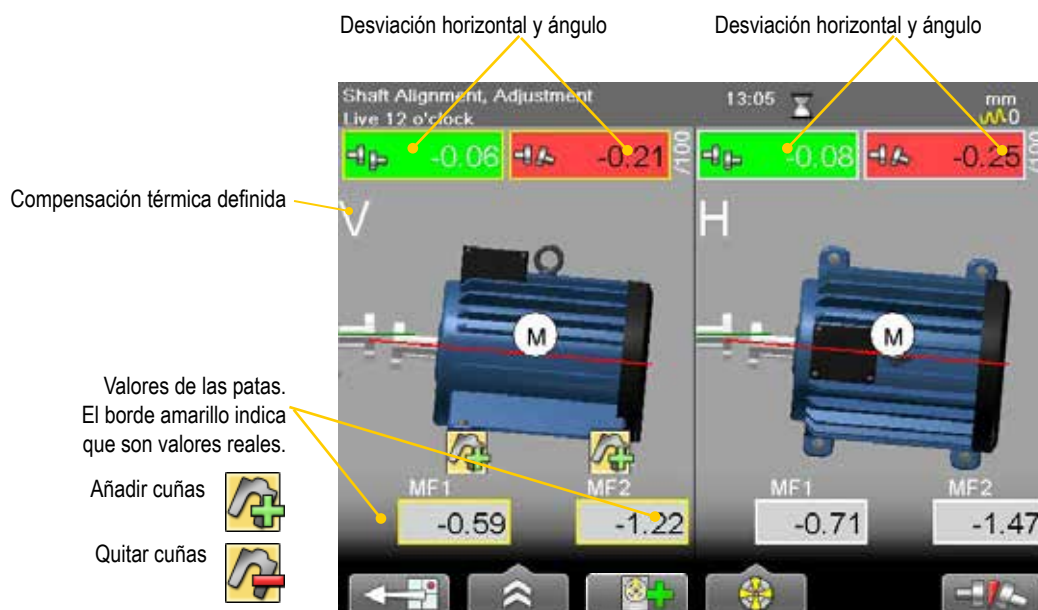 Desviación horizontal y ángulo
Desviación horizontal y ángulo
Shaft Alignment, Adjustment
Live 12 o'clock
13:05
mm
0
-0.06
-0.21
/100
-0.08
-0.25
/100
Compensación térmica definida
V
H
M
M
Valores de las patas.
El borde amarillo indica
que son valores reales.
Añadir cuñas
Quitar cuñas
MF1
MF2
MF1
MF2
-0.59
-1.22
-0.71
-1.47